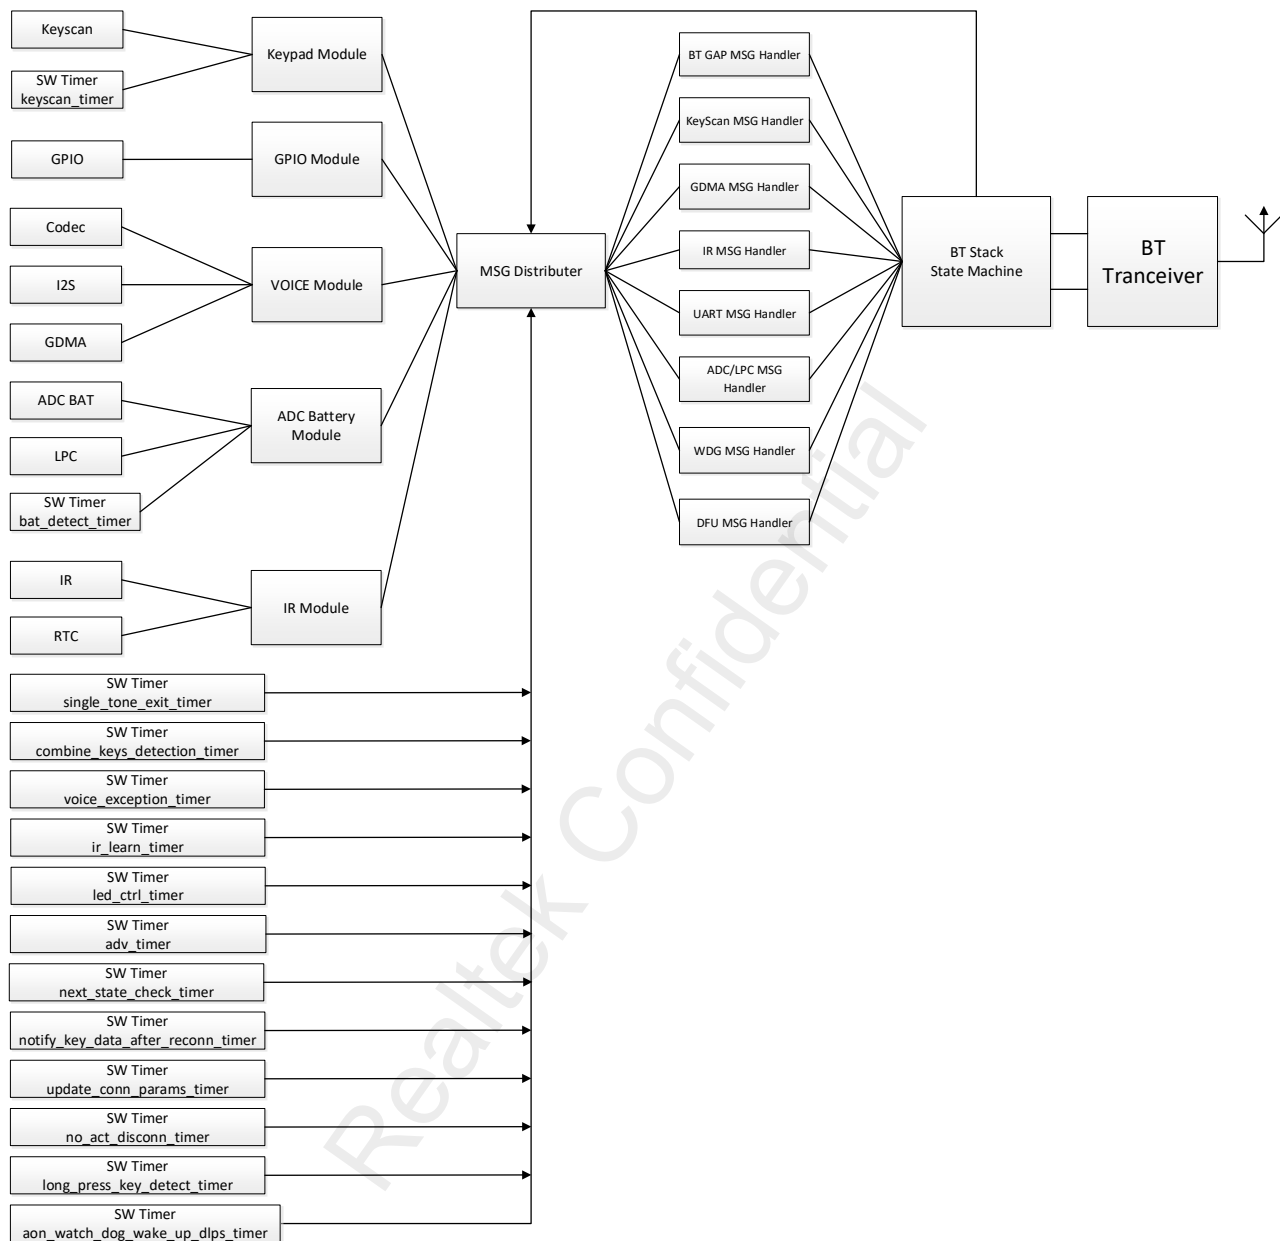 Keyscan
SW Timer
keyscan_timer
Keypad Module
GPIO
GPIO Module
Codec
I2S
GDMA
VOICE Module
ADC BAT
LPC
SW Timer
bat_detect_timer
ADC Battery
Module
IR
RTC
IR Module
MSG Distributer
BT GAP MSG Handler
KeyScan MSG Handler
GDMA MSG Handler
IR MSG Handler
UART MSG Handler
ADC/LPC MSG
Handler
WDG MSG Handler
DFU MSG Handler
BT Stack
State Machine
BT
Tranceiver
SW Timer
single_tone_exit_timer
SW Timer
combine_keys_detection_timer
SW Timer
voice_exception_timer
SW Timer
ir_learn_timer
SW Timer
led_ctrl_timer
SW Timer
adv_timer
SW Timer
next_state_check_timer
SW Timer
notify_key_data_after_reconn_timer
SW Timer
update_conn_params_timer
SW Timer
no_act_disconn_timer
SW Timer
long_press_key_detect_timer
SW Timer
aon_watch_dog_wake_up_dlps_timer
Realtek Confidential